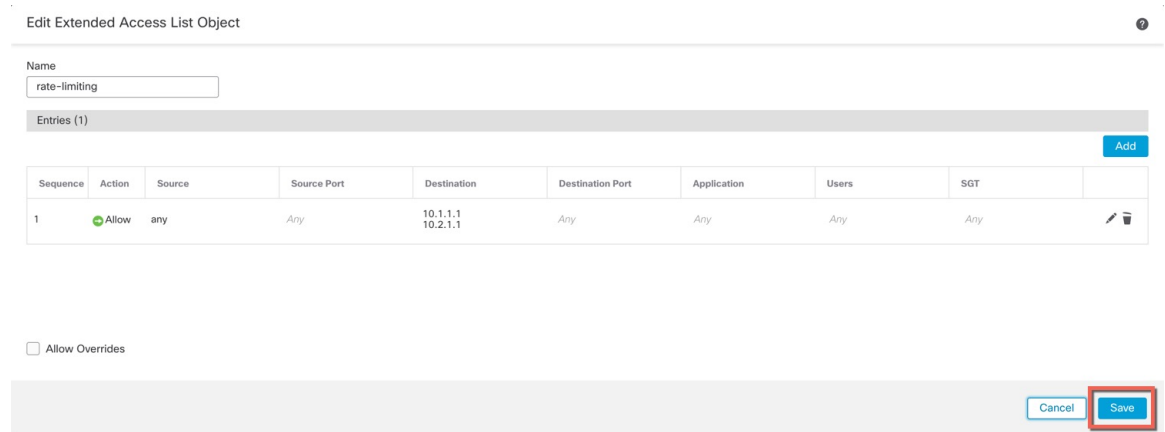 Edit Extended Access List Object
?
Name
rate-limiting
Entries (1)
Add
Sequence Action Source Source Port Destination Destination Port Application Users SGT
1 Allow any Any 10.1.1.1 Any Any Any Any
10.2.1.1
Allow Overrides
Cancel Save